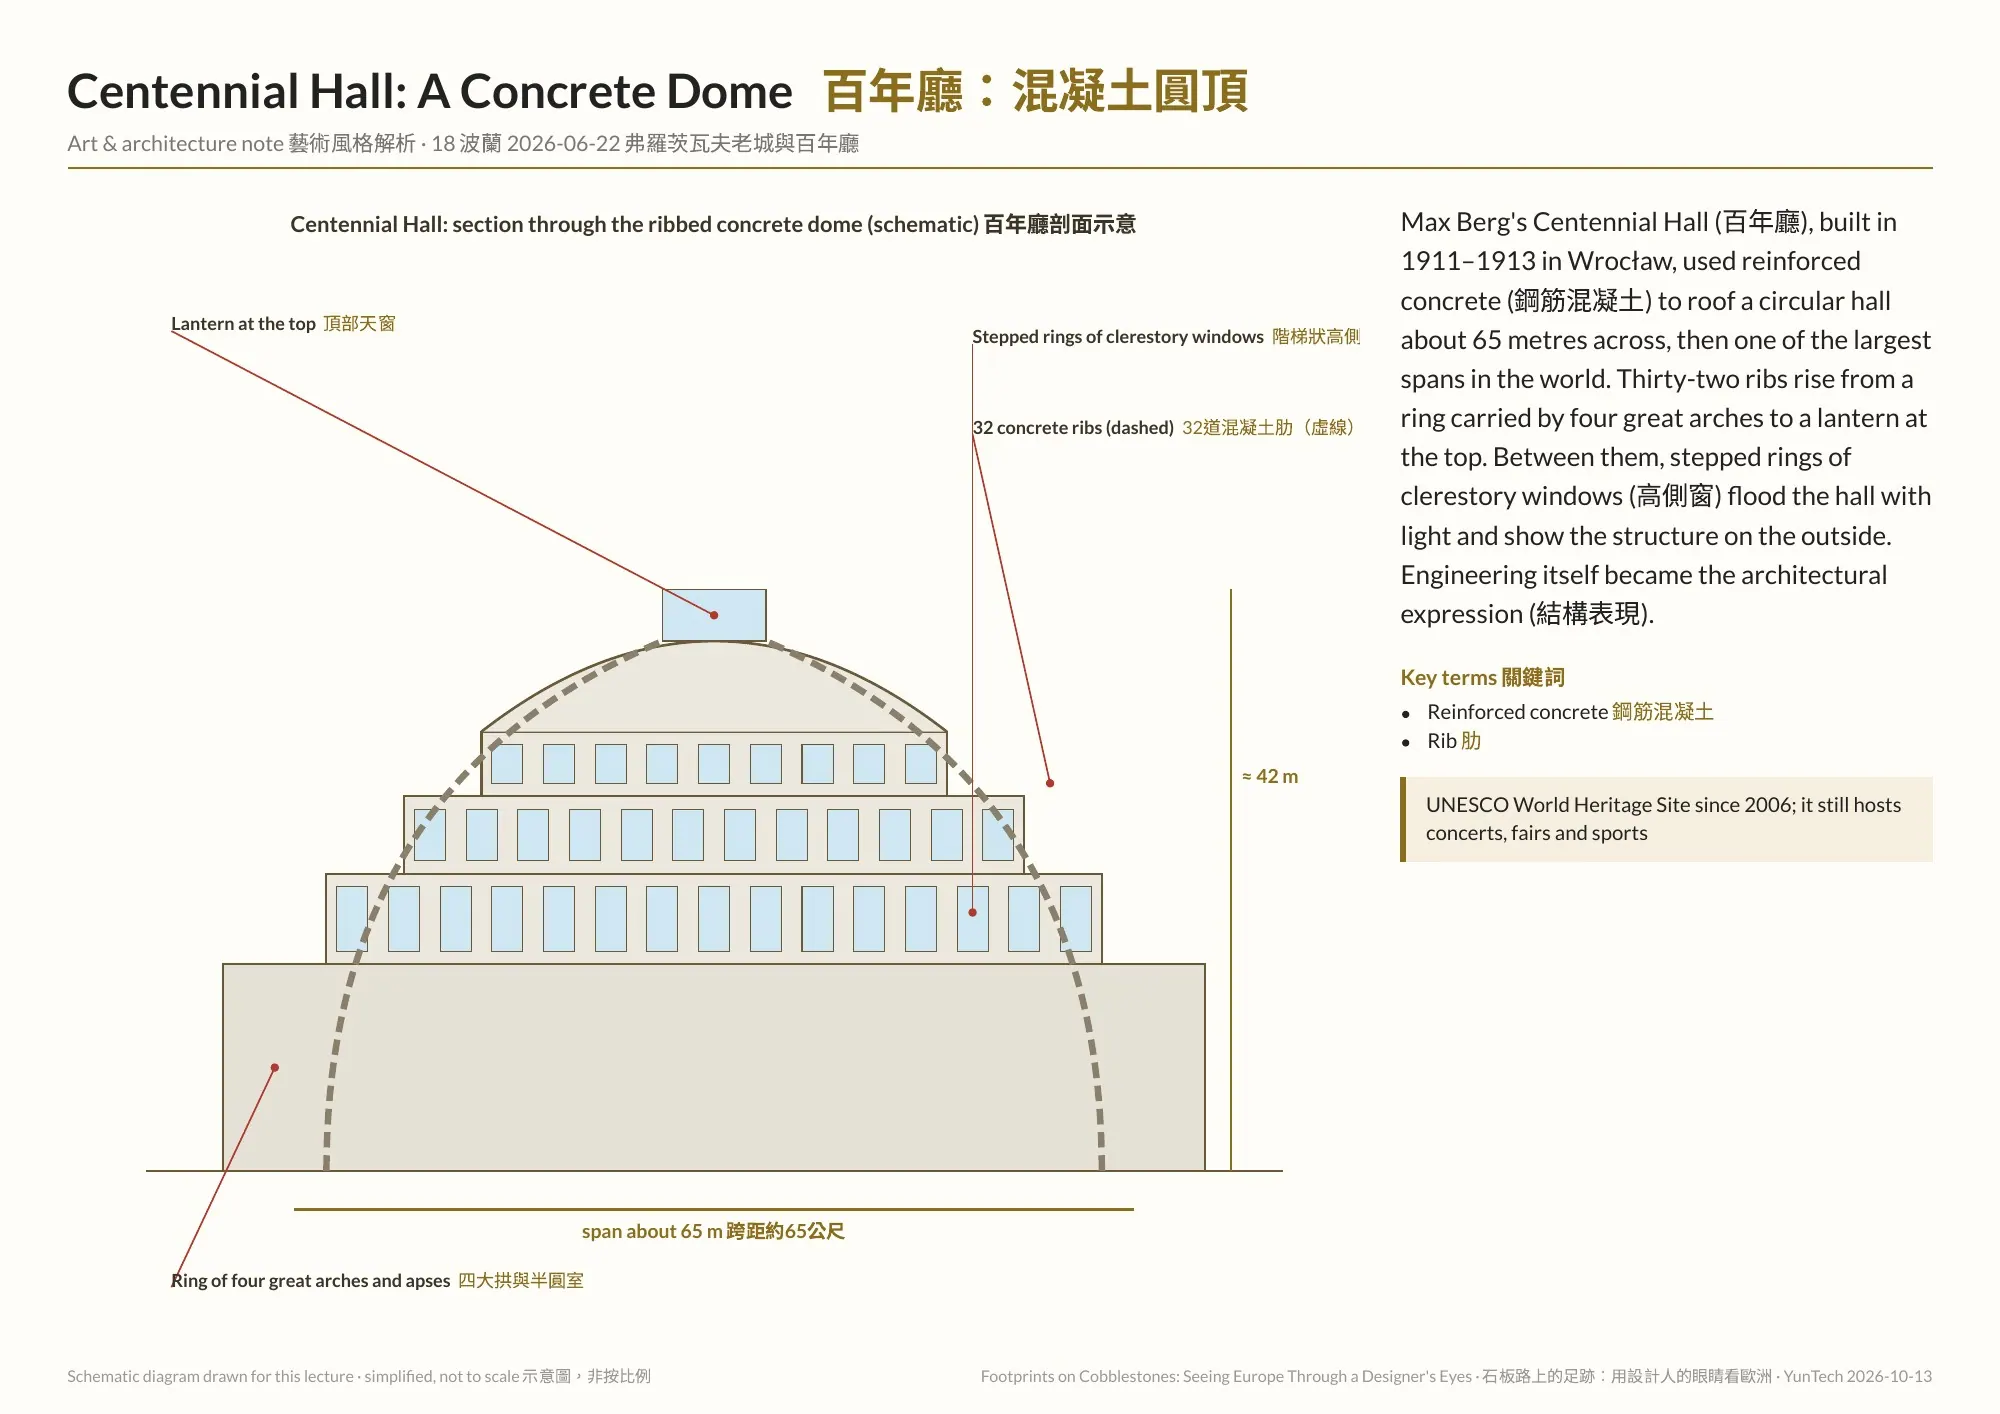 Centennial Hall: A Concrete Dome 百年廳：混凝土圓頂
Art & architecture note 藝術風格解析 · 18 波蘭 2026-06-22 弗羅茨瓦夫老城與百年廳
Centennial Hall: section through the ribbed concrete dome (schematic) 百年廳剖面示意
Lantern at the top 頂部天窗
Stepped rings of clerestory windows 階梯狀高側
32 concrete ribs (dashed) 32道混凝土肋（虛線）
≈ 42 m
span about 65 m 跨距約65公尺
Ring of four great arches and apses 四大拱與半圓室
Max Berg's Centennial Hall (百年廳), built in
1911–1913 in Wrocław, used reinforced
concrete (鋼筋混凝土) to roof a circular hall
about 65 metres across, then one of the largest
spans in the world. Thirty-two ribs rise from a
ring carried by four great arches to a lantern at
the top. Between them, stepped rings of
clerestory windows (高側窗) flood the hall with
light and show the structure on the outside.
Engineering itself became the architectural
expression (結構表現).
Key terms 關鍵詞
• Reinforced concrete 鋼筋混凝土
• Rib 肋
UNESCO World Heritage Site since 2006; it still hosts
concerts, fairs and sports
Schematic diagram drawn for this lecture · simplified, not to scale 示意圖，非按比例
Footprints on Cobblestones: Seeing Europe Through a Designer's Eyes · 石板路上的足跡：用設計人的眼睛看歐洲 · YunTech 2026-10-13